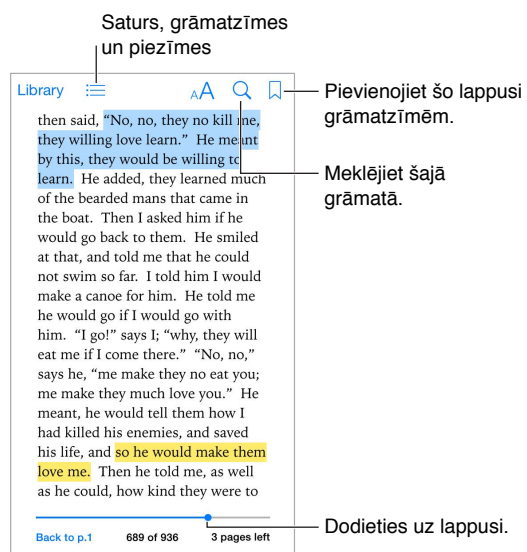 Saturs, grāmatzīmes
un piezīmes
Library
AA
Pievienojiet šo lappusi
grāmatzīmēm.
Meklējiet šajā
grāmatā.
then said, “No, no, they no kill me,
they willing love learn.” He meant
by this, they would be willing to
learn. He added, they learned much
of the bearded mans that came in
the boat. Then I asked him if he
would go back to them. He smiled
at that, and told me that he could
not swim so far. I told him I would
make a canoe for him. He told me
he would go if I would go with
him. “I go!” says I; “why, they will
eat me if I come there.” “No, no,”
says he, “me make they no eat you;
me make they much love you.” He
meant, he would tell them how I
had killed his enemies, and saved
his life, and so he would make them
love me. Then he told me, as well
as he could, how kind they were to
Dodieties uz lappusi.
Back to p.1 689 of 936 3 pages left